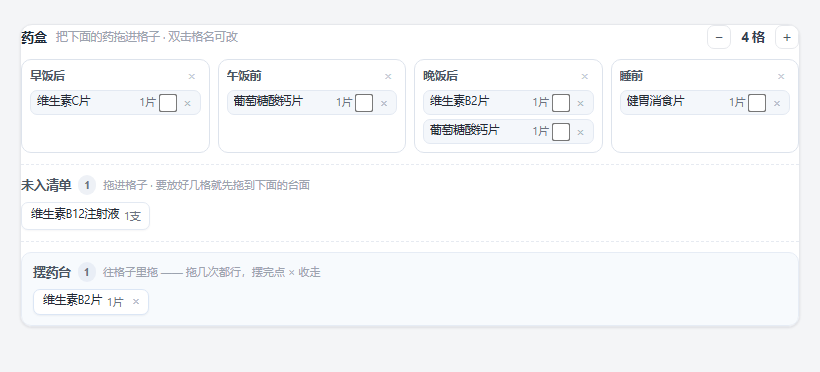 药盒 把下面的药拖进格子 · 双击格名可改 − 4 格 +
早饭后 × 午饭前 × 晚饭后 × 睡前 ×
维生素C片 1片 × 葡萄糖酸钙片 1片 × 维生素B2片 1片 × 健胃消食片 1片 ×
葡萄糖酸钙片 1片 ×
未入清单 1 拖进格子 · 要放好几格就先拖到下面的台面
维生素B12注射液 1支
摆药台 1 往格子里拖 —— 拖几次都行，摆完点 × 收走
维生素B2片 1片 ×